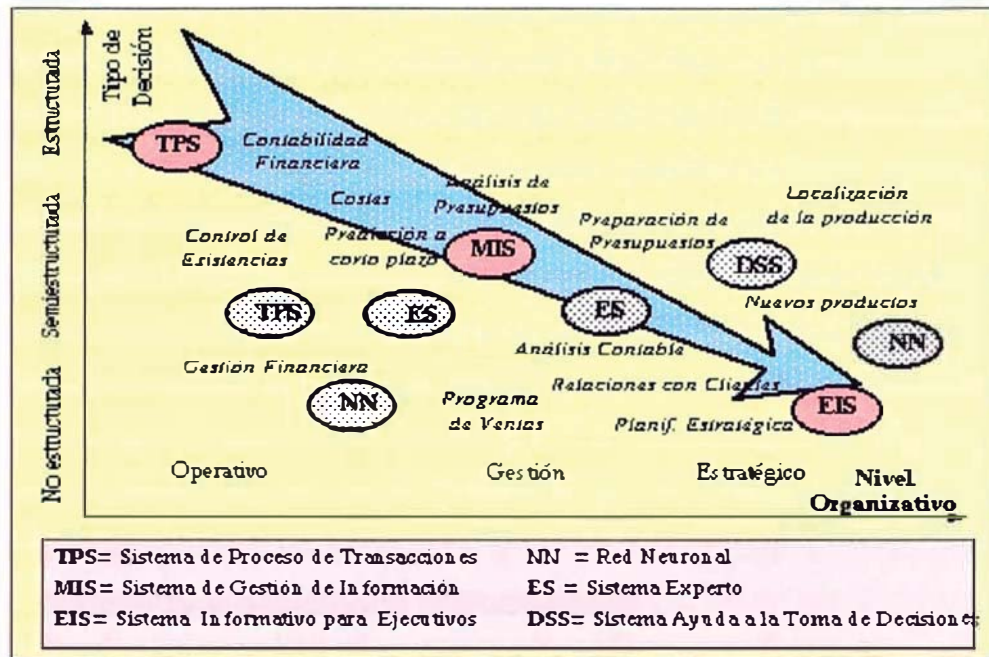 Tipo de
Decisión
Estructurada
Semiestructurada
No estructurada
TPS
Contabilidad
Financiera
Costes
Análisis de
Presupuestos
Localización
de la producción
Control de
Existencias
Predicción a
corto plazo
MIS
Preparación de
Presupuestos
DSS
TPS
ES
ES
Nuevos productos
NN
Análisis Contable
Gestión Financiera
NN
Programa
de Ventas
Relaciones con Clientes
Planif. Estratégica
EIS
Operativo
Gestión
Estratégico
Nivel
Organizativo
TPS= Sistema de Proceso de Transacciones
NN = Red Neuronal
MIS= Sistema de Gestión de Información
ES = Sistema Experto
EIS= Sistema Informativo para Ejecutivos
DSS= Sistema Ayuda a la Toma de Decisiones